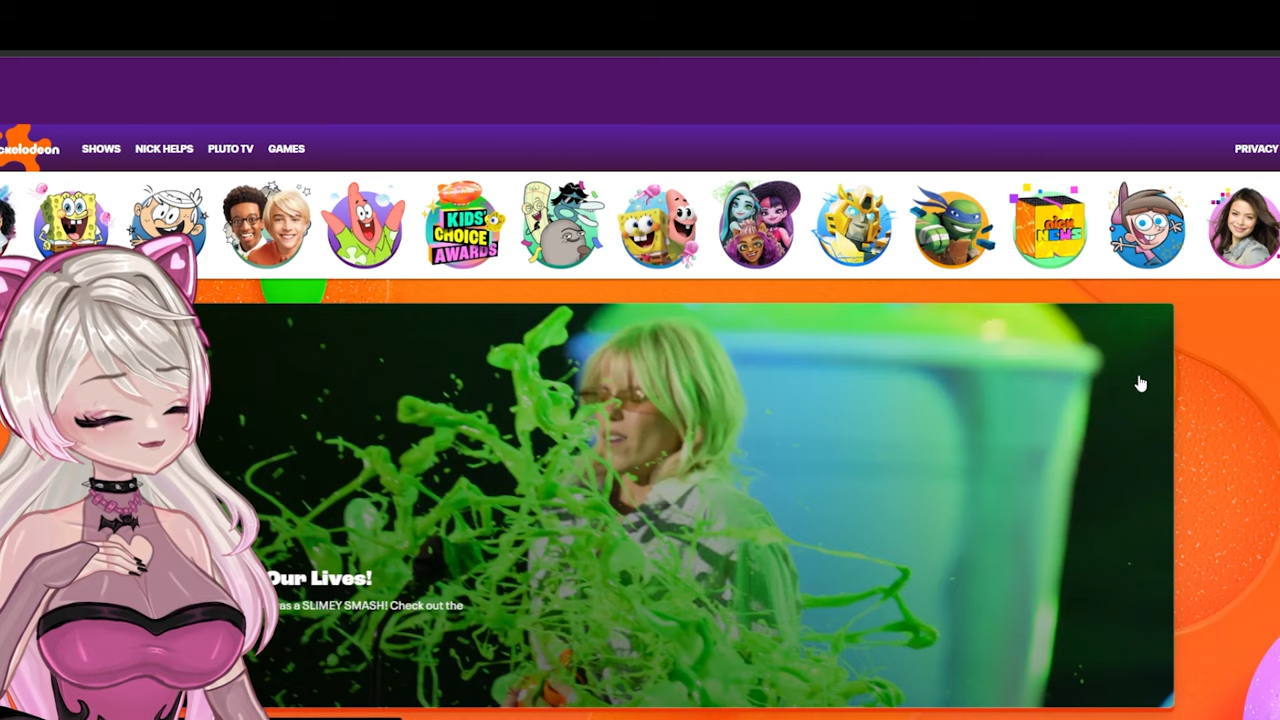 ckelodeon SHOWS NICK HELPS PLUTO TV GAMES PRIVACY
KIDS'
CHOICE
AWARDS
nick
NEWS
Our Lives!
as a SLIMEY SMASH! Check out the